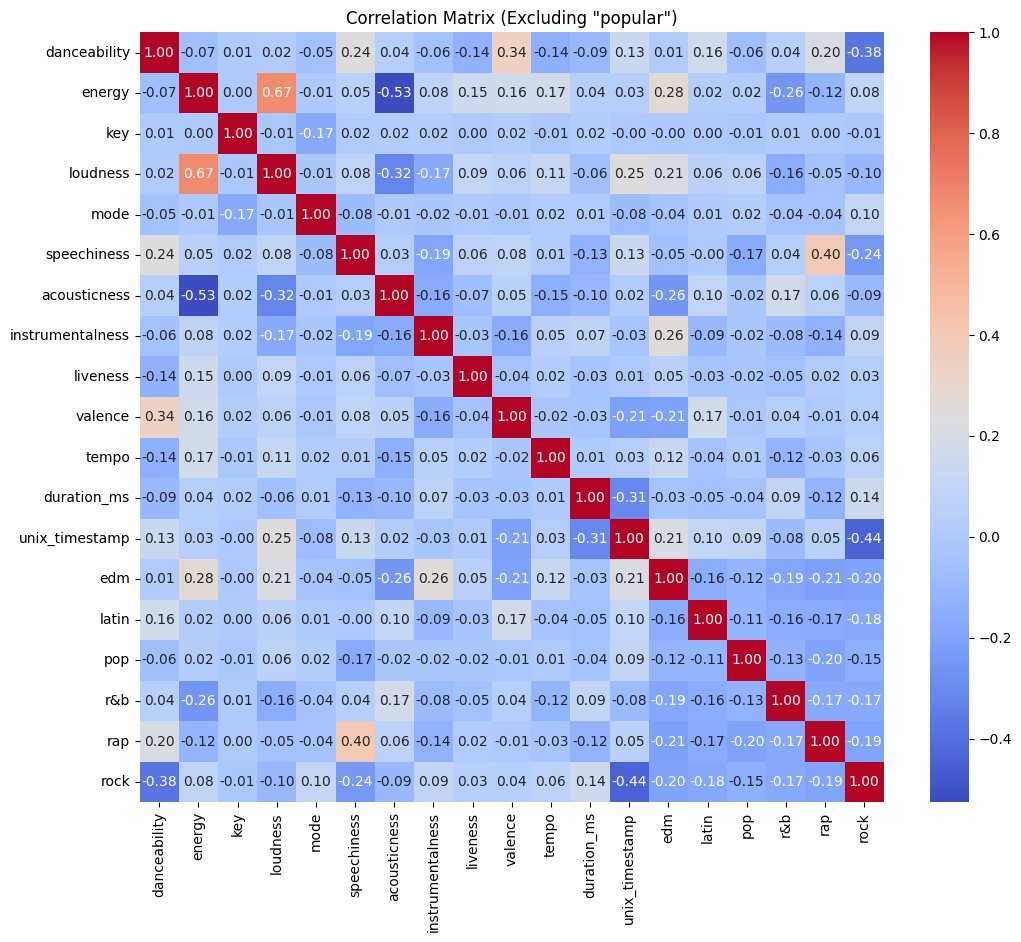 Correlation Matrix (Excluding "popular")
danceability 1.00 -0.07 0.01 0.02 -0.05 0.24 0.04 -0.06 -0.14 0.34 -0.14 -0.09 0.13 0.01 0.16 -0.06 0.04 0.20 -0.38
energy -0.07 1.00 0.00 0.67 -0.01 0.05 -0.53 0.08 0.15 0.16 0.17 0.04 0.03 0.28 0.02 0.02 -0.26 -0.12 0.08
key 0.01 0.00 1.00 -0.01 -0.17 0.02 0.02 0.02 0.00 0.02 -0.01 0.02 -0.00 -0.00 0.00 -0.01 0.01 0.00 -0.01
loudness 0.02 0.67 -0.01 1.00 -0.01 0.08 -0.32 -0.17 0.09 0.06 0.11 -0.06 0.25 0.21 0.06 0.06 -0.16 -0.05 -0.10
mode -0.05 -0.01 -0.17 -0.01 1.00 -0.08 -0.01 -0.02 -0.01 -0.01 0.02 0.01 -0.08 -0.04 0.01 0.02 -0.04 -0.04 0.10
speechiness 0.24 0.05 0.02 0.08 -0.08 1.00 0.03 -0.19 0.06 0.08 0.01 -0.13 0.13 -0.05 -0.00 -0.17 0.04 0.40 -0.24
acousticness 0.04 -0.53 0.02 -0.32 -0.01 0.03 1.00 -0.16 -0.07 0.05 -0.15 -0.10 0.02 -0.26 0.10 -0.02 0.17 0.06 -0.09
instrumentalness -0.06 0.08 0.02 -0.17 -0.02 -0.19 -0.16 1.00 -0.03 -0.16 0.05 0.07 -0.03 0.26 -0.09 -0.02 -0.08 -0.14 0.09
liveness -0.14 0.15 0.00 0.09 -0.01 0.06 -0.07 -0.03 1.00 -0.04 0.02 -0.03 0.01 0.05 -0.03 -0.02 -0.05 0.02 0.03
valence 0.34 0.16 0.02 0.06 -0.01 0.08 0.05 -0.16 -0.04 1.00 -0.02 -0.03 -0.21 -0.21 0.17 -0.01 0.04 -0.01 0.04
tempo -0.14 0.17 -0.01 0.11 0.02 0.01 -0.15 0.05 0.02 -0.02 1.00 0.01 0.03 0.12 -0.04 0.01 -0.12 -0.03 0.06
duration_ms -0.09 0.04 0.02 -0.06 0.01 -0.13 -0.10 0.07 -0.03 -0.03 0.01 1.00 -0.31 -0.03 -0.05 -0.04 0.09 -0.12 0.14
unix_timestamp 0.13 0.03 -0.00 0.25 -0.08 0.13 0.02 -0.03 0.01 -0.21 0.03 -0.31 1.00 0.21 0.10 0.09 -0.08 0.05 -0.44
edm 0.01 0.28 -0.00 0.21 -0.04 -0.05 -0.26 0.26 0.05 -0.21 0.12 -0.03 0.21 1.00 -0.16 -0.12 -0.19 -0.21 -0.20
latin 0.16 0.02 0.00 0.06 0.01 -0.00 0.10 -0.09 -0.03 0.17 -0.04 -0.05 0.10 -0.16 1.00 -0.11 -0.16 -0.17 -0.18
pop -0.06 0.02 -0.01 0.06 0.02 -0.17 -0.02 -0.02 -0.02 -0.01 0.01 -0.04 0.09 -0.12 -0.11 1.00 -0.13 -0.20 -0.15
r&b 0.04 -0.26 0.01 -0.16 -0.04 0.04 0.17 -0.08 -0.05 0.04 -0.12 0.09 -0.08 -0.19 -0.16 -0.13 1.00 -0.17 -0.17
rap 0.20 -0.12 0.00 -0.05 -0.04 0.40 0.06 -0.14 0.02 -0.01 -0.03 -0.12 0.05 -0.21 -0.17 -0.20 -0.17 1.00 -0.19
rock -0.38 0.08 -0.01 -0.10 0.10 -0.24 -0.09 0.09 0.03 0.04 0.06 0.14 -0.44 -0.20 -0.18 -0.15 -0.17 -0.19 1.00
danceability energy key loudness mode speechiness acousticness instrumentalness liveness valence tempo duration_ms unix_timestamp edm latin pop r&b rap rock
1.0
0.8
0.6
0.4
0.2
0.0
−0.2
−0.4